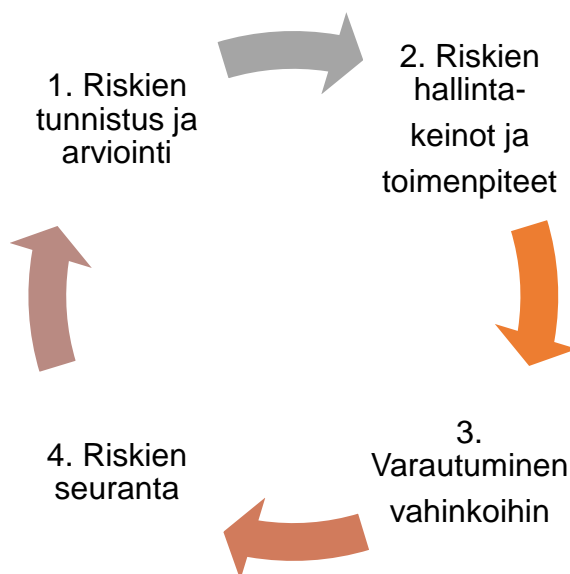 1. Riskien
tunnistus ja
arviointi
2. Riskien
hallinta-
keinot ja
toimenpiteet
3.
Varautuminen
vahinkoihin
4. Riskien
seuranta